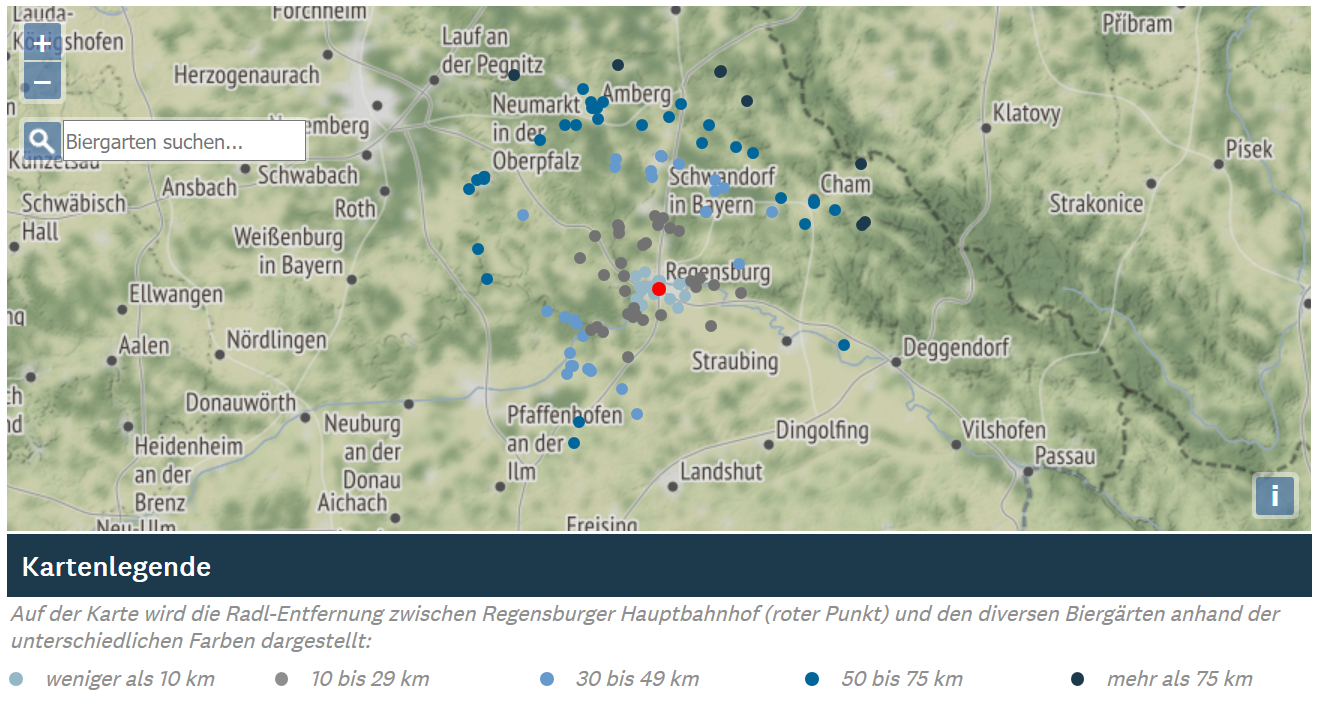 Lauda-
Königshofen
Forchheim
Lauf an
der Pegnitz
Příbram
+
−
Herzogenaurach
Neumarkt
in der
Oberpfalz
Amberg
Klatovy
Biergarten suchen...
Písek
Schwabach
Ansbach
Schwandorf
in Bayern
Cham
Schwäbisch
Hall
Roth
Strakonice
Weißenburg
in Bayern
Regensburg
Ellwangen
Aalen
Nördlingen
Straubing
Deggendorf
Donauwörth
Neuburg
an der
Donau
Pfaffenhofen
an der
Ilm
Dingolfing
Vilshofen
Heidenheim
an der
Brenz
Passau
Landshut
Aichach
Neu-Ulm
Freising
i
Kartenlegende
Auf der Karte wird die Radl-Entfernung zwischen Regensburger Hauptbahnhof (roter Punkt) und den diversen Biergärten anhand der
unterschiedlichen Farben dargestellt:
weniger als 10 km
10 bis 29 km
30 bis 49 km
50 bis 75 km
mehr als 75 km